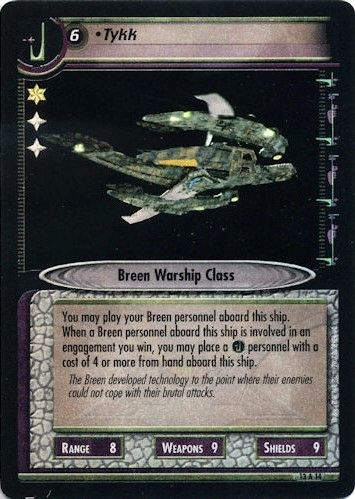 6 •Tykk
Breen Warship Class
You may play your Breen personnel aboard this ship.
When a Breen personnel aboard this ship is involved in an
engagement you win, you may place a personnel with a
cost of 4 or more from hand aboard this ship.
The Breen developed technology to the point where their enemies
could not cope with their brutal attacks.
RANGE 8 WEAPONS 9 SHIELDS 9
13 A 14